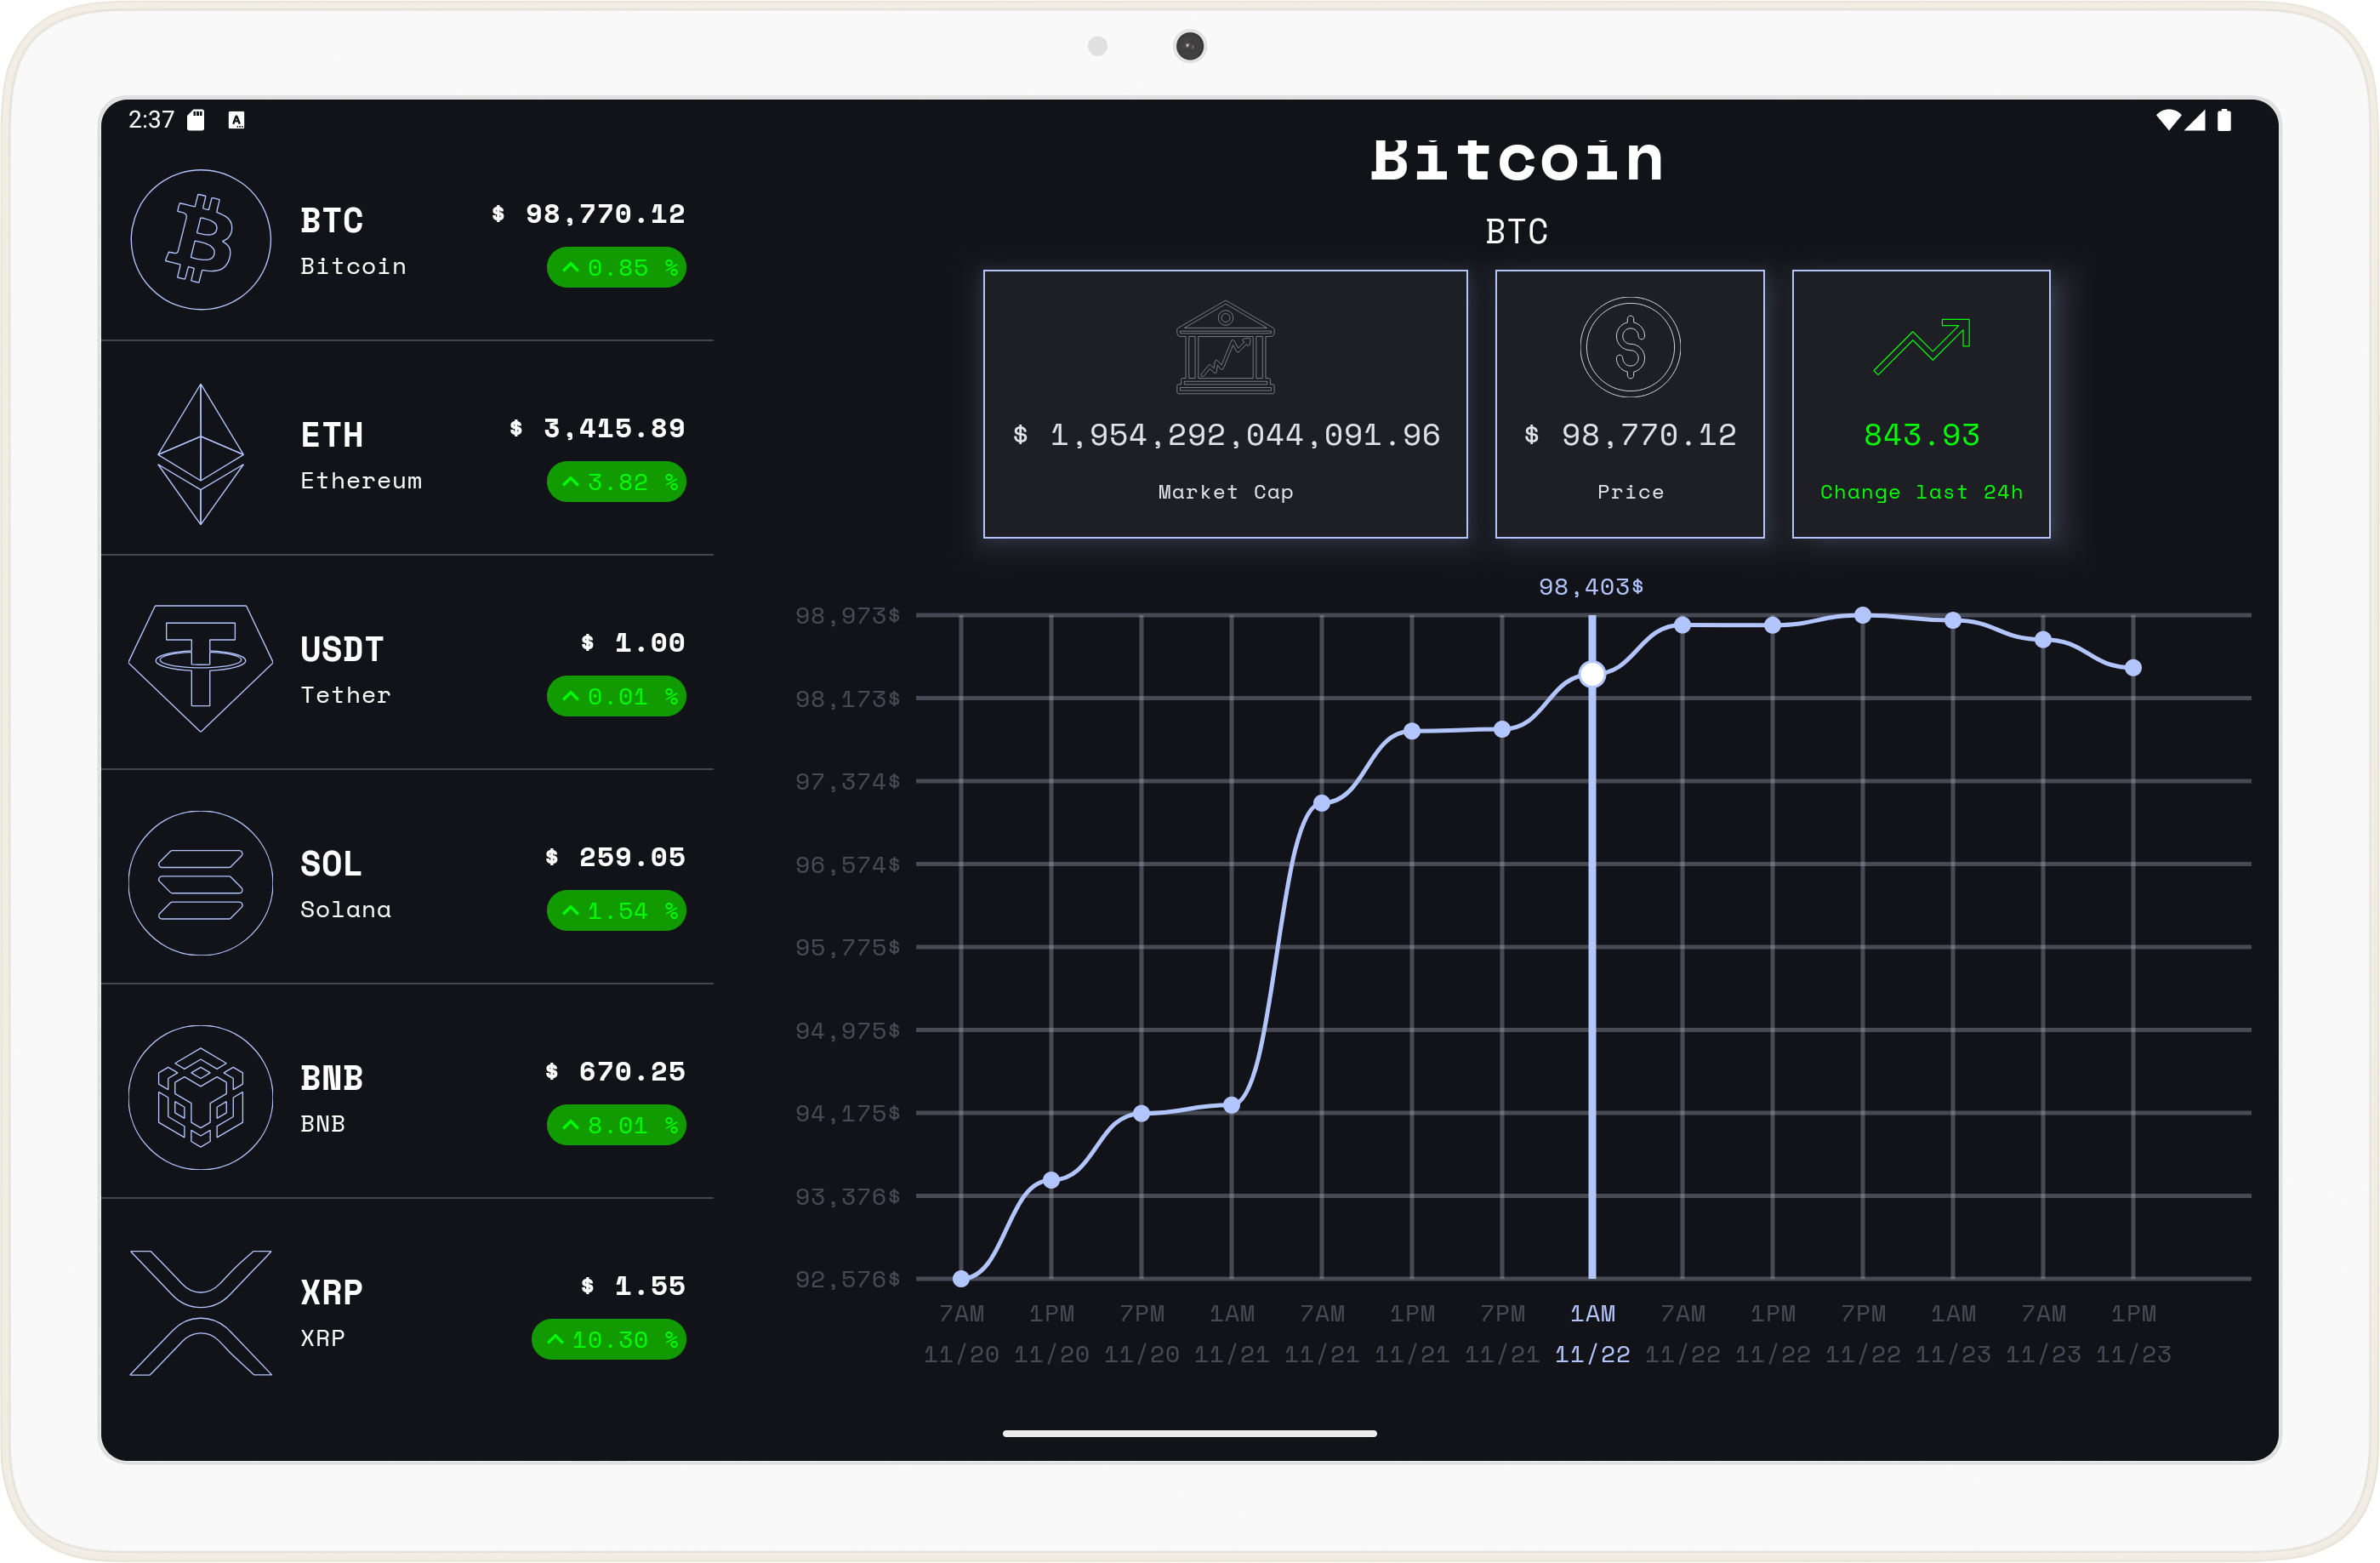 2:37
BTC
Bitcoin
$ 98,770.12
0.85 %
ETH
Ethereum
$ 3,415.89
3.82 %
USDT
Tether
$ 1.00
0.01 %
SOL
Solana
$ 259.05
1.54 %
BNB
BNB
$ 670.25
8.01 %
XRP
XRP
$ 1.55
10.30 %
Bitcoin
BTC
$ 1,954,292,044,091.96
Market Cap
$ 98,770.12
Price
843.93
Change last 24h
98,403$
98,973$
98,173$
97,374$
96,574$
95,775$
94,975$
94,175$
93,376$
92,576$
7AM 1PM 7PM 1AM 7AM 1PM 7PM 1AM 7AM 1PM 7PM 1AM 7AM 1PM
11/20 11/20 11/20 11/21 11/21 11/21 11/21 11/22 11/22 11/22 11/22 11/23 11/23 11/23